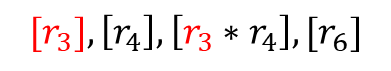 [r₃], [r₄], [r₃ * r₄], [r₆]